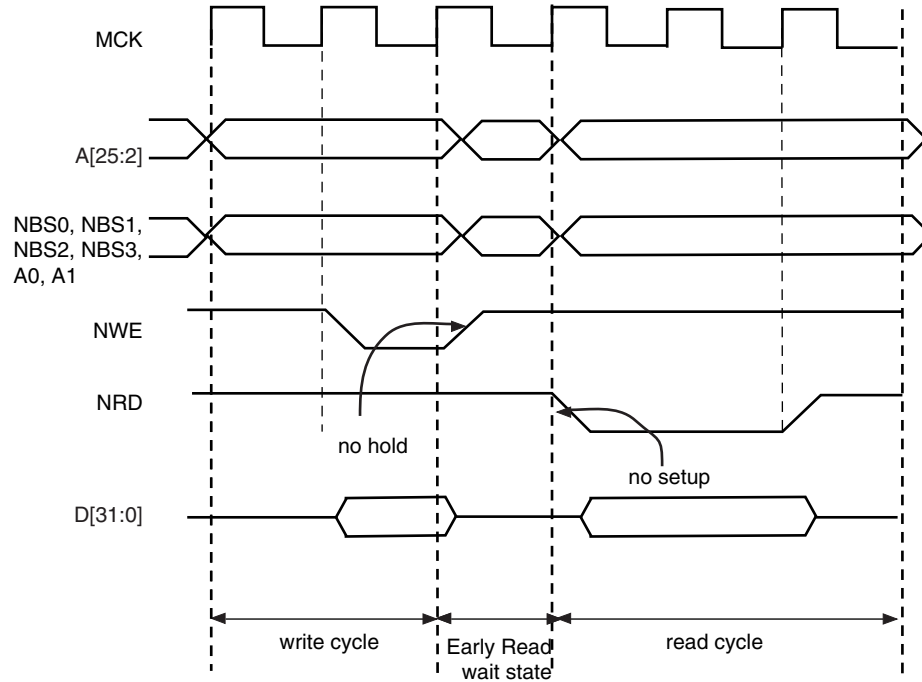 MCK
A[25:2]
NBS0, NBS1,
NBS2, NBS3,
A0, A1
NWE
NRD
no hold
no setup
D[31:0]
write cycle
Early Read
wait state
read cycle